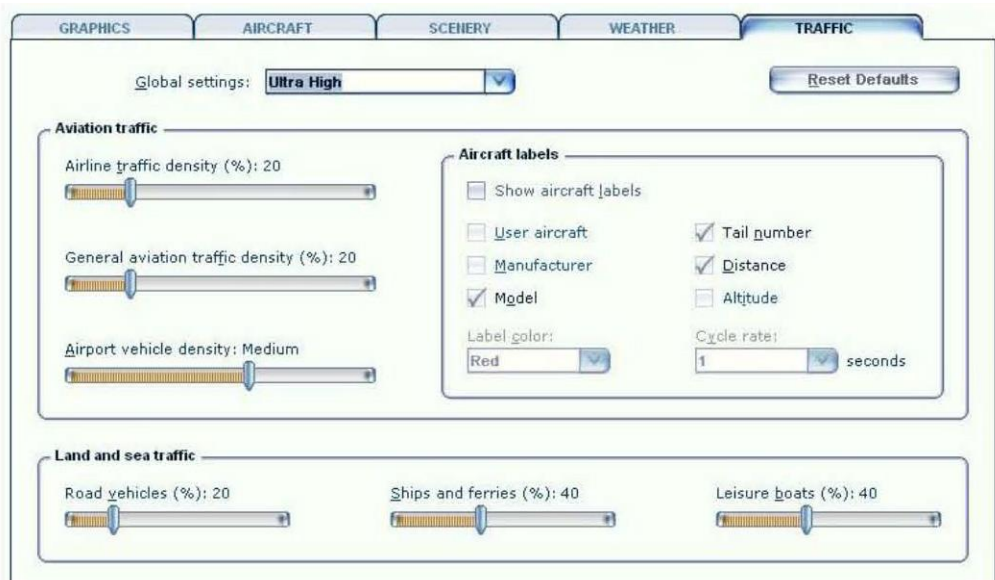 GRAPHICS AIRCRAFT SCENERY WEATHER TRAFFIC
Global settings: Ultra High Reset Defaults
Aviation traffic
Airline traffic density (%): 20
General aviation traffic density (%): 20
Airport vehicle density: Medium
Aircraft labels
Show aircraft labels
User aircraft Tail number
Manufacturer Distance
Model Altitude
Label color: Cycle rate:
Red 1 seconds
Land and sea traffic
Road vehicles (%): 20 Ships and ferries (%): 40 Leisure boats (%): 40